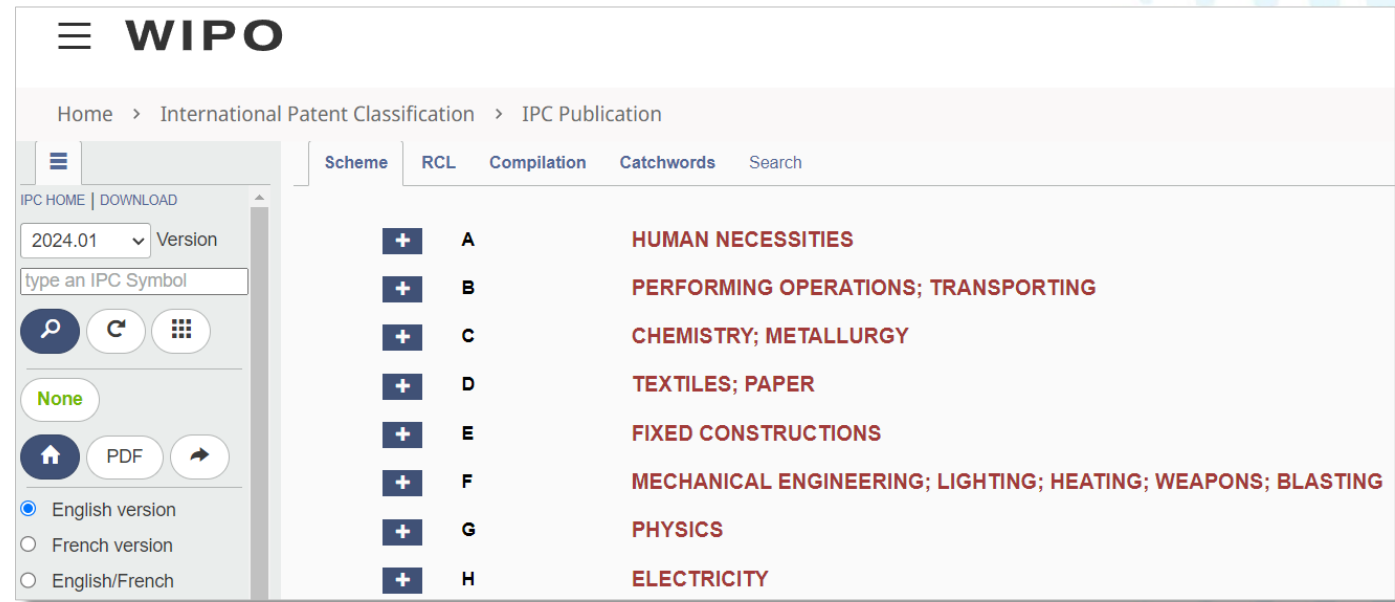 WIPO
Home > International Patent Classification > IPC Publication
Scheme RCL Compilation Catchwords Search
IPC HOME | DOWNLOAD
2024.01 Version
type an IPC Symbol
None
PDF
English version
French version
English/French
A HUMAN NECESSITIES
B PERFORMING OPERATIONS; TRANSPORTING
C CHEMISTRY; METALLURGY
D TEXTILES; PAPER
E FIXED CONSTRUCTIONS
F MECHANICAL ENGINEERING; LIGHTING; HEATING; WEAPONS; BLASTING
G PHYSICS
H ELECTRICITY